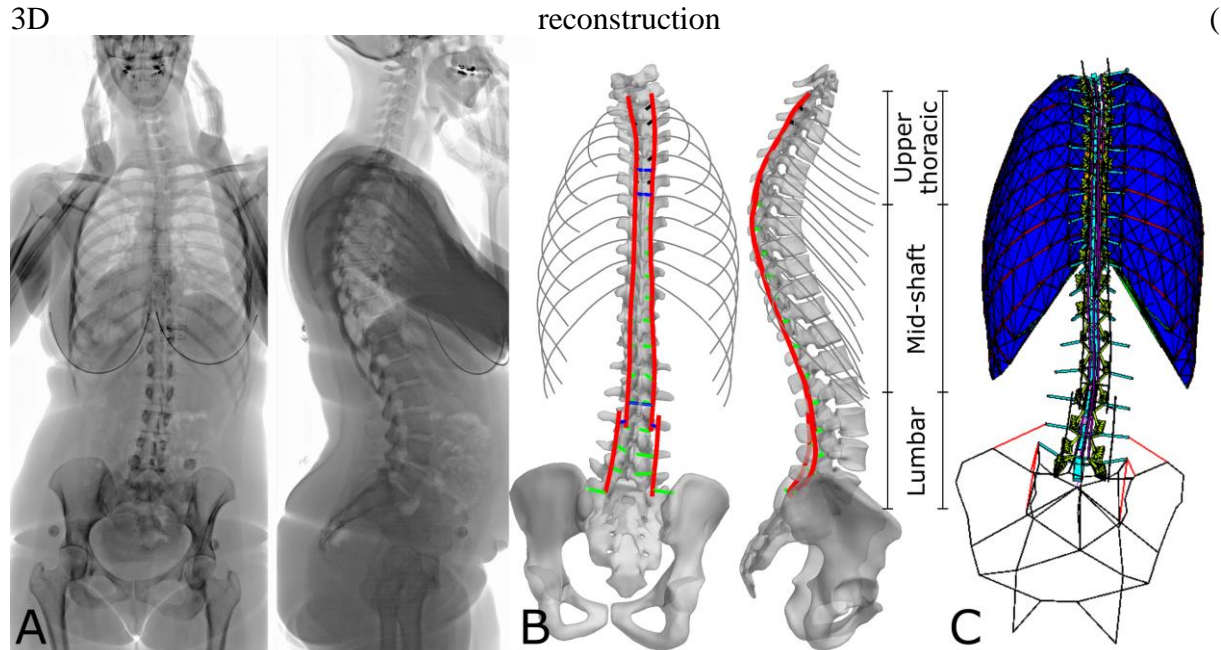 3D reconstruction (
Upper
thoracic
Mid-shaft
Lumbar
A B C